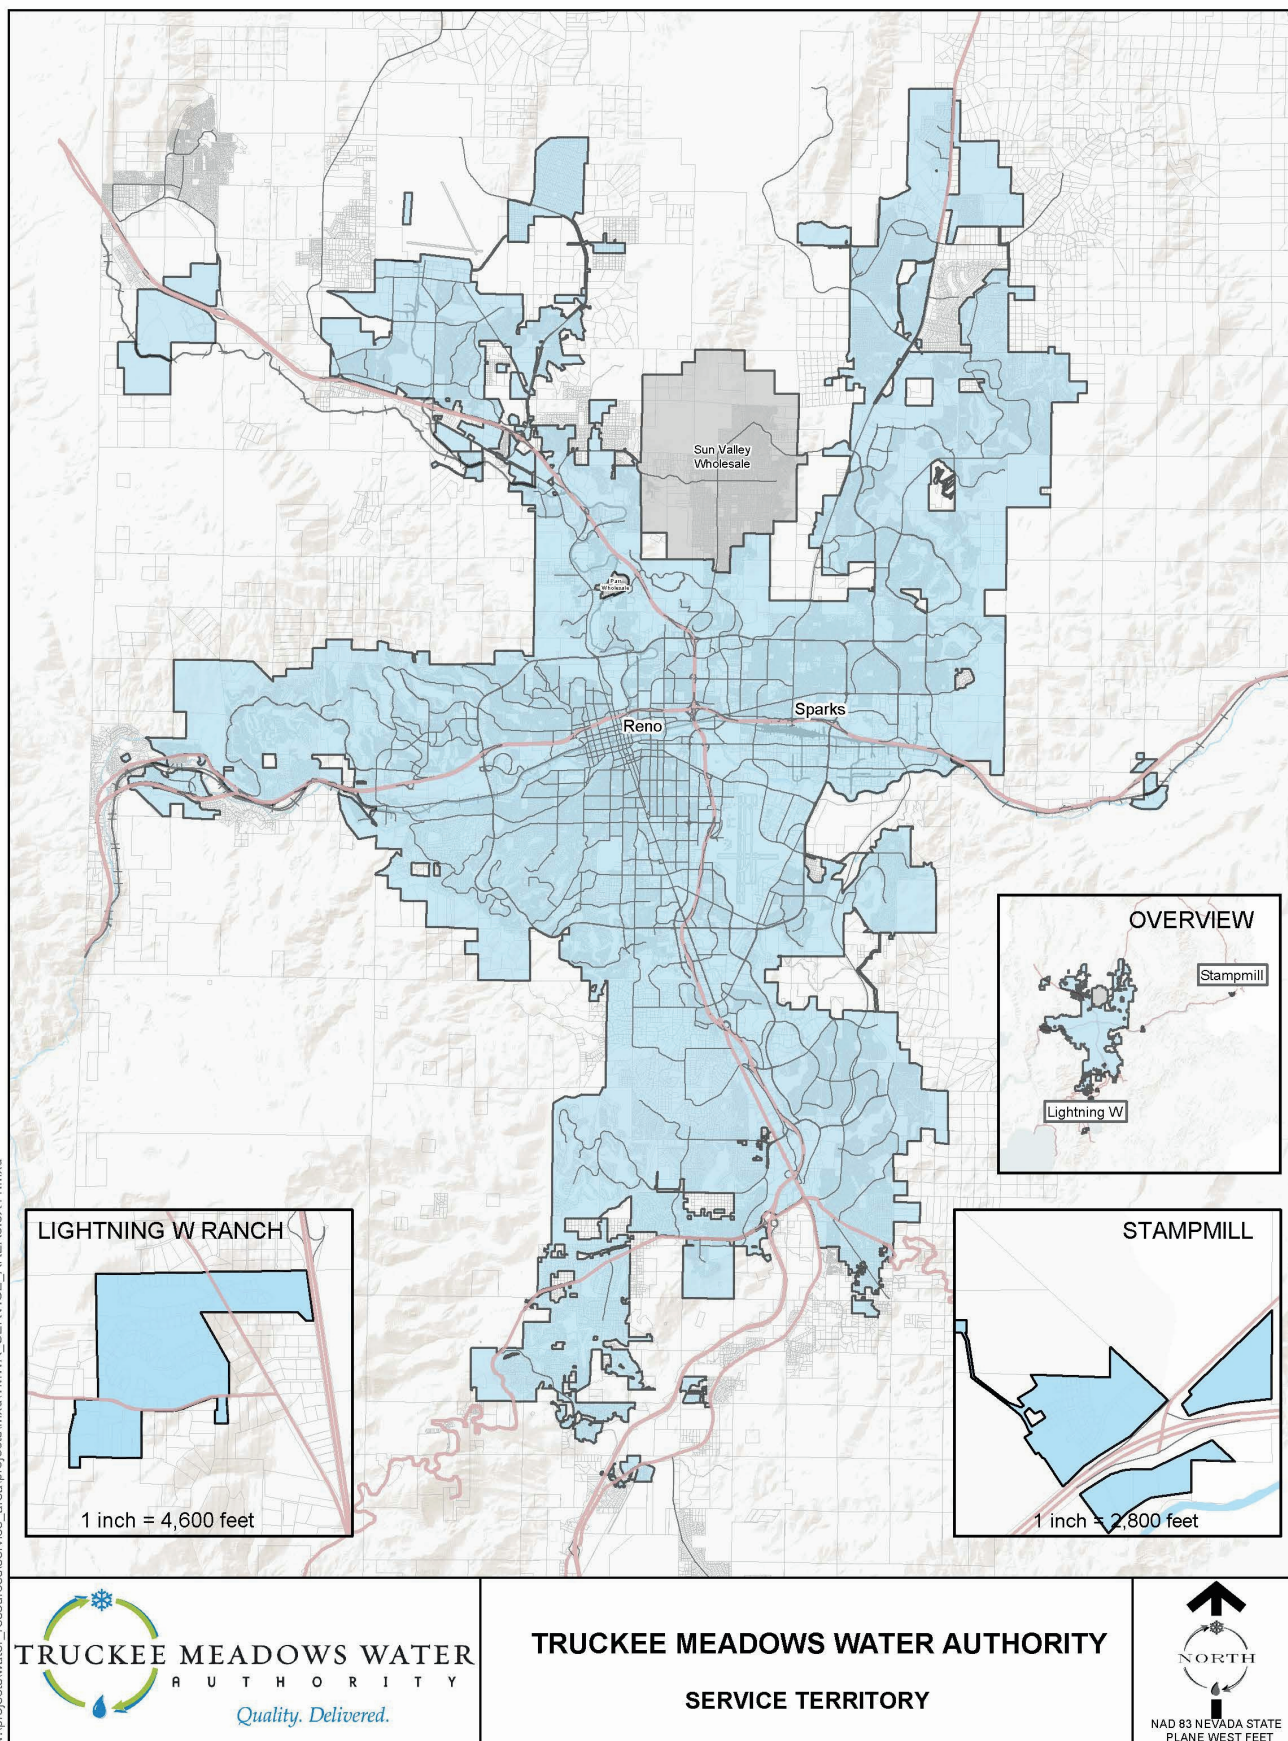 Sun Valley
Wholesale
Wholesale
Reno
Sparks
OVERVIEW
Stampmill
Lightning W
LIGHTNING W RANCH
1 inch = 4,600 feet
STAMPMILL
1 inch = 2,800 feet
TRUCKEE MEADOWS WATER
AUTHORITY
Quality. Delivered.
TRUCKEE MEADOWS WATER AUTHORITY
SERVICE TERRITORY
NORTH
NAD 83 NEVADA STATE
PLANE WEST FEET